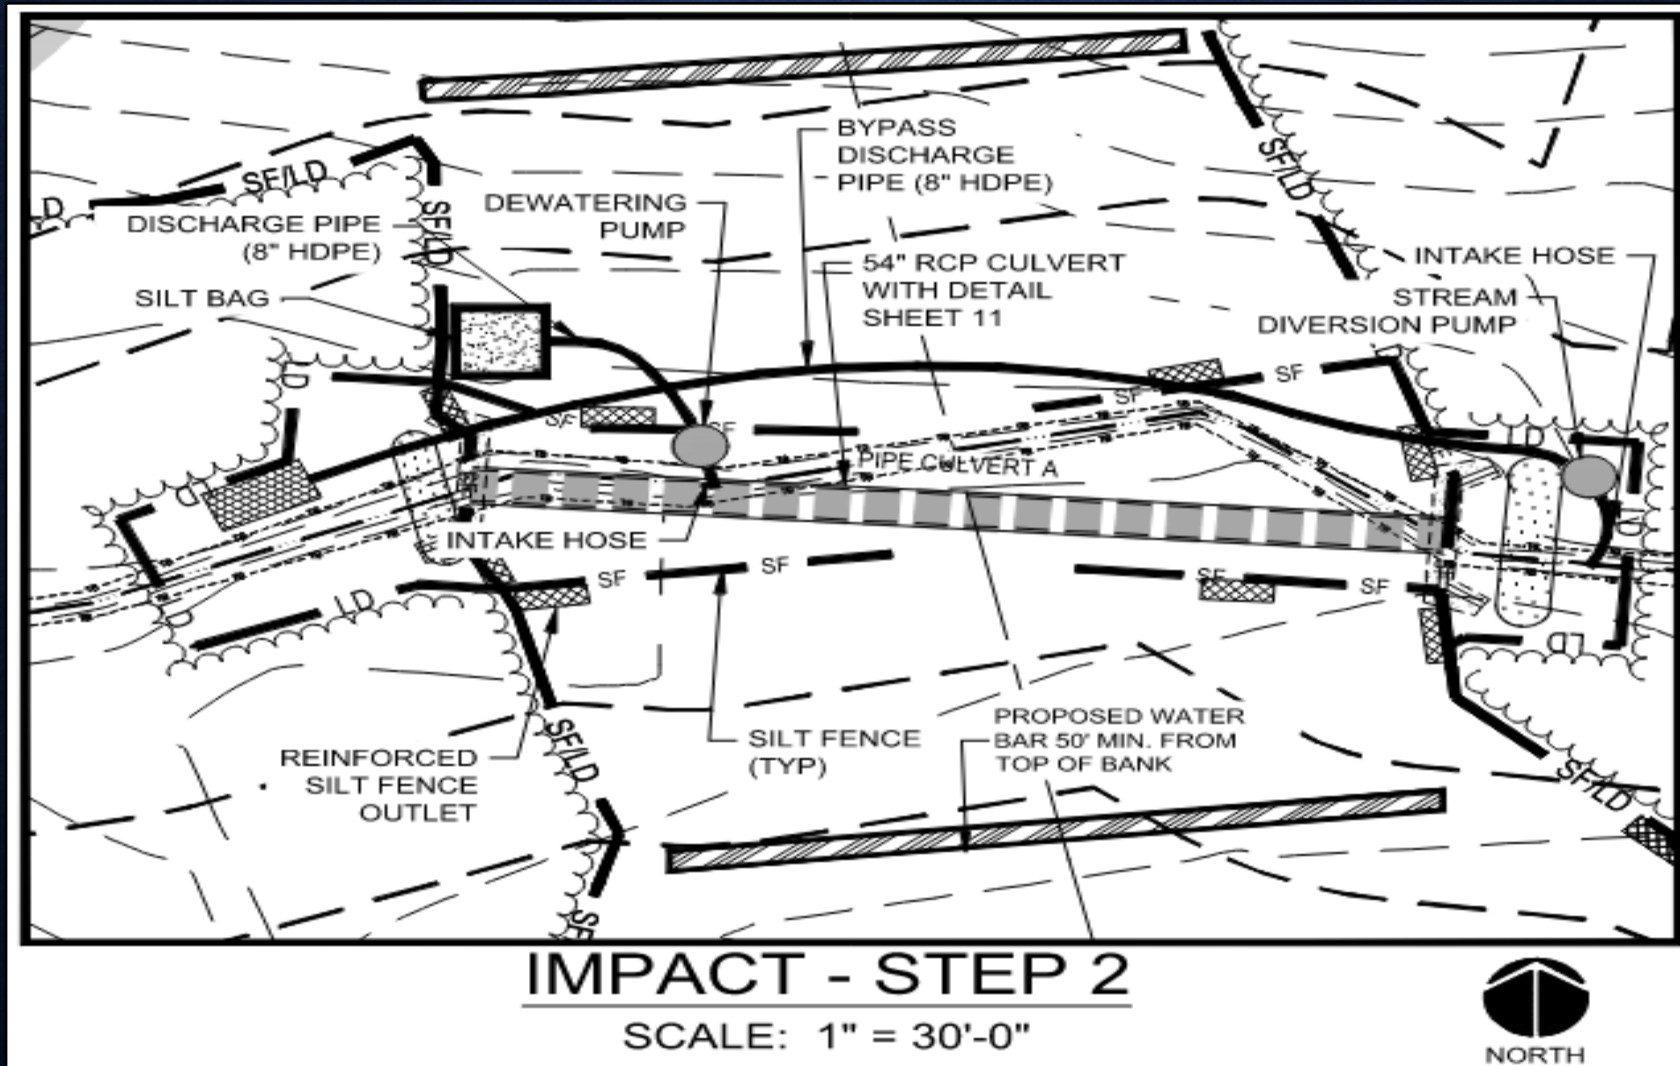 BYPASS
DISCHARGE
PIPE (8" HDPE)
SF/LD
SF/LD
LD
DEWATERING
PUMP
DISCHARGE PIPE
(8" HDPE)
SF/LD
SILT BAG
54" RCP CULVERT
WITH DETAIL
SHEET 11
INTAKE HOSE
STREAM
DIVERSION PUMP
LD
SF
SF
SF
SF
LD
PIPE CULVERT A
LD
LD
INTAKE HOSE
SF
SF
SF
SF
LD
LD
LD
REINFORCED
SILT FENCE
OUTLET
SF/LD
SILT FENCE
(TYP)
PROPOSED WATER
BAR 50' MIN. FROM
TOP OF BANK
SF/LD
SF
IMPACT - STEP 2
SCALE: 1" = 30'-0"
NORTH